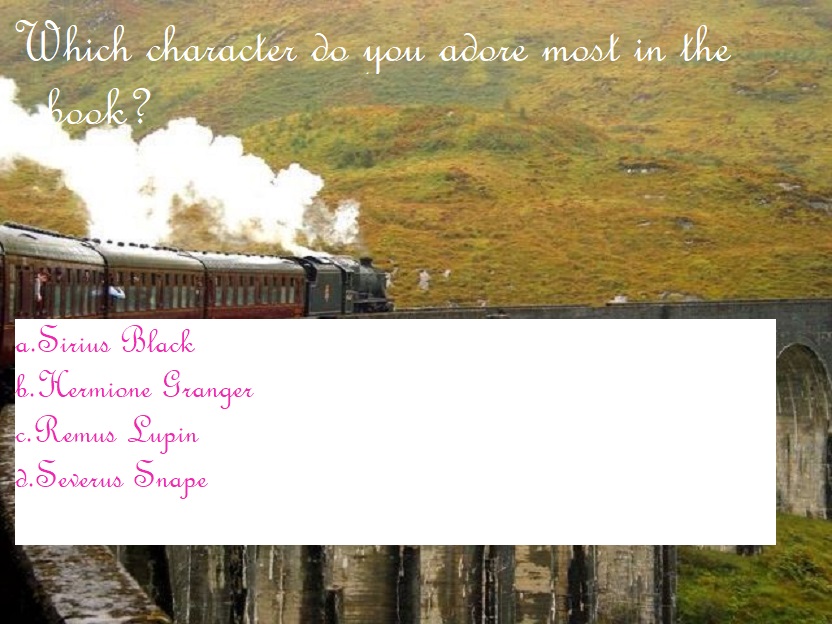 Which character do you adore most in the
book?
a.Sirius Black
b.Hermione Granger
c.Remus Lupin
d.Severus Snape